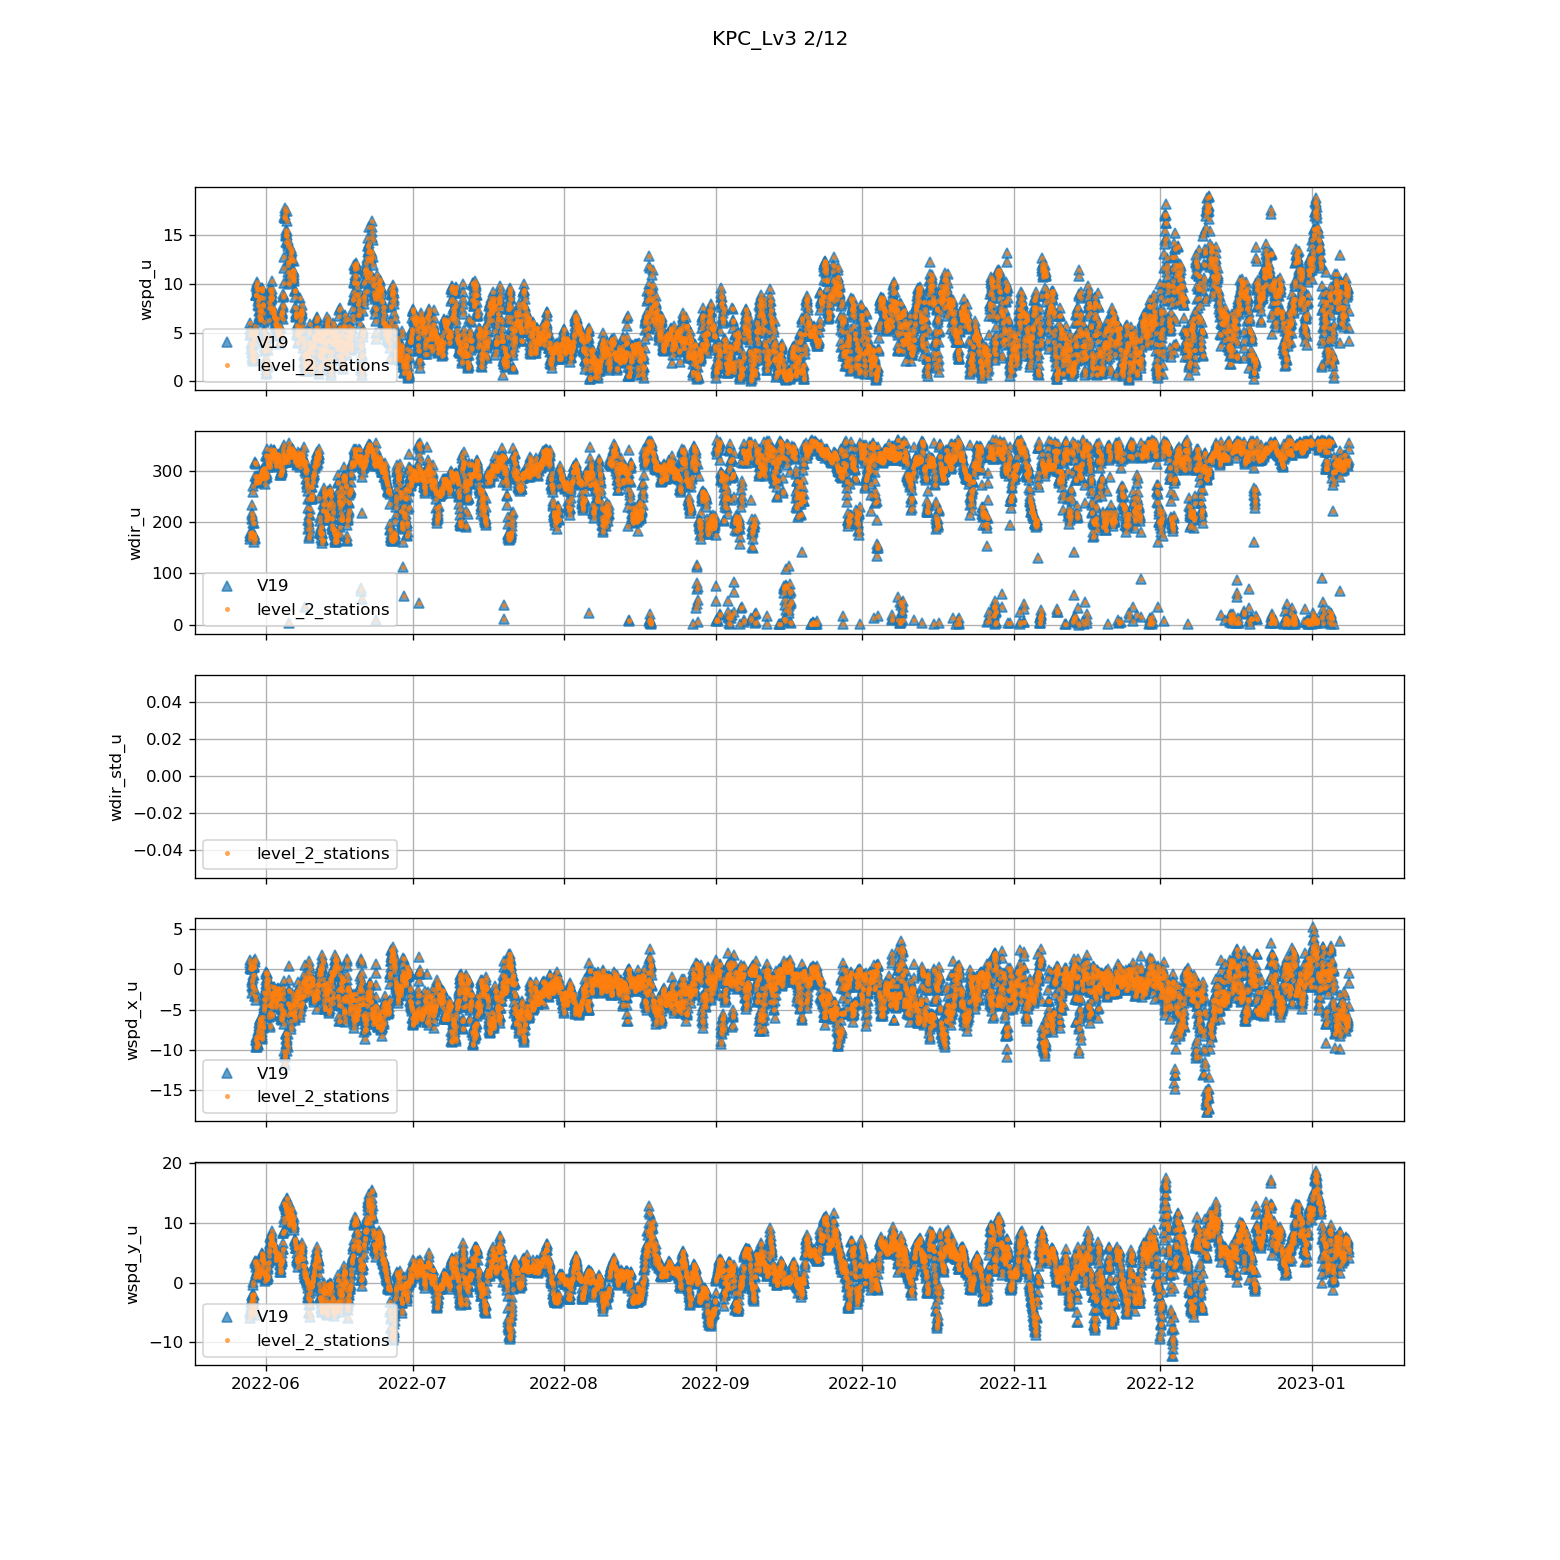 KPC_Lv3 2/12
15
10
5
0
wspd_u
V19
level_2_stations
300
200
100
0
wdir_u
V19
level_2_stations
0.04
0.02
0.00
−0.02
−0.04
wdir_std_u
level_2_stations
5
0
−5
−10
−15
wspd_x_u
V19
level_2_stations
20
10
0
−10
wspd_y_u
V19
level_2_stations
2022-06 2022-07 2022-08 2022-09 2022-10 2022-11 2022-12 2023-01